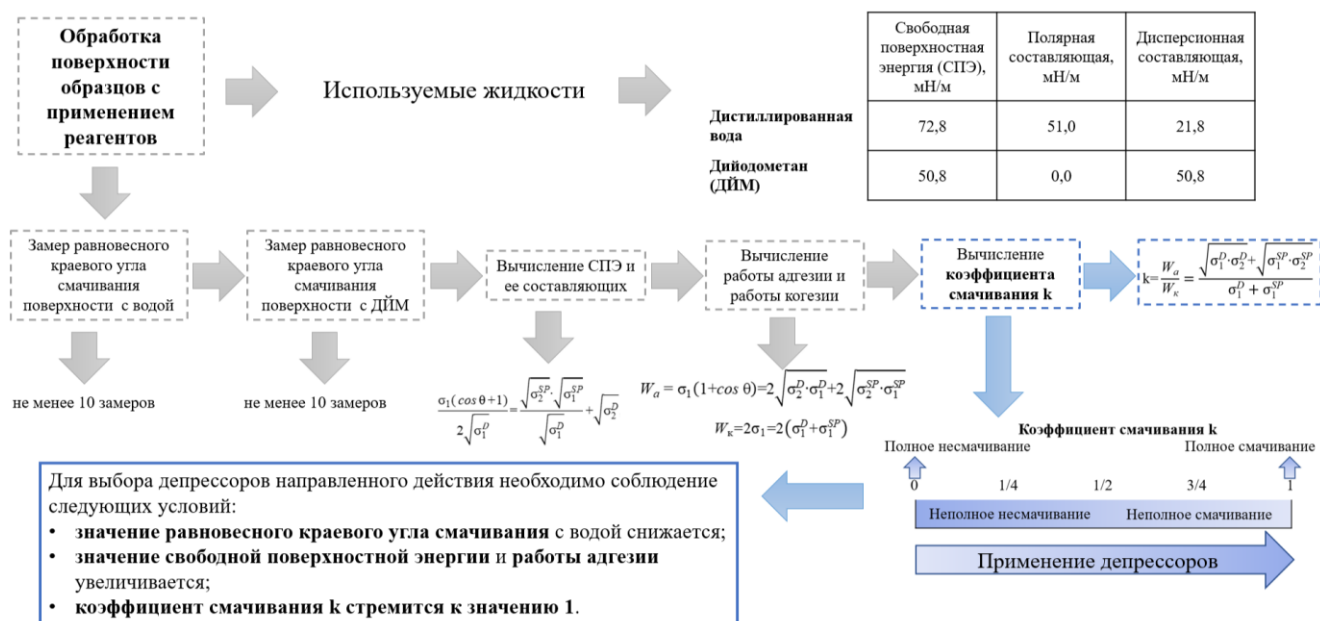 Обработка
поверхности
образцов с
применением
реагентов
Используемые жидкости
Свободная
поверхностная
энергия (СПЭ),
мН/м
Полярная
составляющая,
мН/м
Дисперсионная
составляющая,
мН/м
Дистиллированная
вода
72,8
51,0
21,8
Дийодометан
(ДЙМ)
50,8
0,0
50,8
Замер равновесного
краевого угла
смачивания
поверхности с водой
Замер равновесного
краевого угла
смачивания
поверхности с ДЙМ
Вычисление СПЭ и
ее составляющих
Вычисление
работы адгезии и
работы когезии
Вычисление
коэффициента
смачивания k
k=Wa/Wк = (√(σ₁ᴰ·σ₂ᴰ)+√(σ₁ˢᴾ·σ₂ˢᴾ))/(σ₁ᴰ + σ₁ˢᴾ)
не менее 10 замеров
не менее 10 замеров
σ₁(cos θ+1)/(2√σ₁ᴰ) = (√σ₂ˢᴾ·√σ₁ˢᴾ)/√σ₁ᴰ + √σ₂ᴰ
Wa = σ₁(1+cos θ)=2√(σ₂ᴰ·σ₁ᴰ)+2√(σ₂ˢᴾ·σ₁ˢᴾ)
Wк=2σ₁=2(σ₁ᴰ+σ₁ˢᴾ)
Коэффициент смачивания k
Полное несмачивание
Полное смачивание
0 1/4 1/2 3/4 1
Неполное несмачивание
Неполное смачивание
Применение депрессоров
Для выбора депрессоров направленного действия необходимо соблюдение
следующих условий:
• значение равновесного краевого угла смачивания с водой снижается;
• значение свободной поверхностной энергии и работы адгезии
увеличивается;
• коэффициент смачивания k стремится к значению 1.